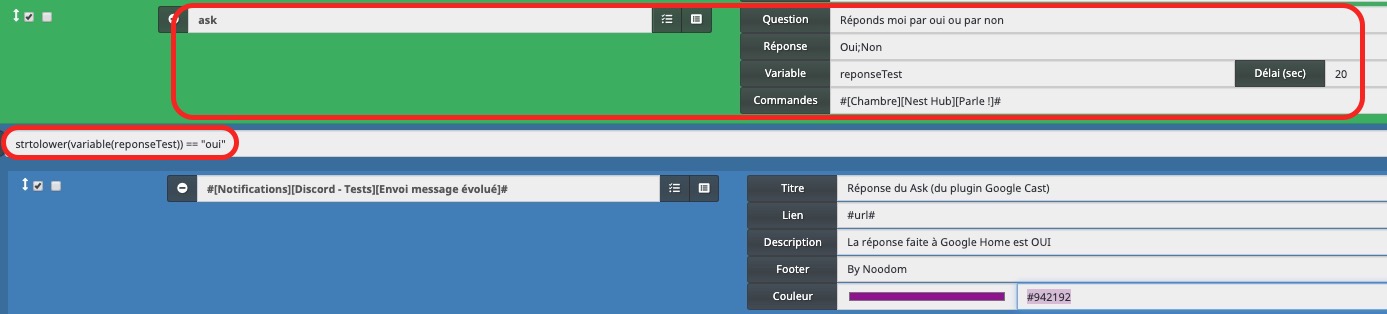 ask
Question Réponds moi par oui ou par non
Réponse Oui;Non
Variable reponseTest Délai (sec) 20
Commandes #[Chambre][Nest Hub][Parle !]#
strtolower(variable(reponseTest)) == "oui"
#[Notifications][Discord - Tests][Envoi message évolué]#
Titre Réponse du Ask (du plugin Google Cast)
Lien #url#
Description La réponse faite à Google Home est OUI
Footer By Noodom
Couleur #942192